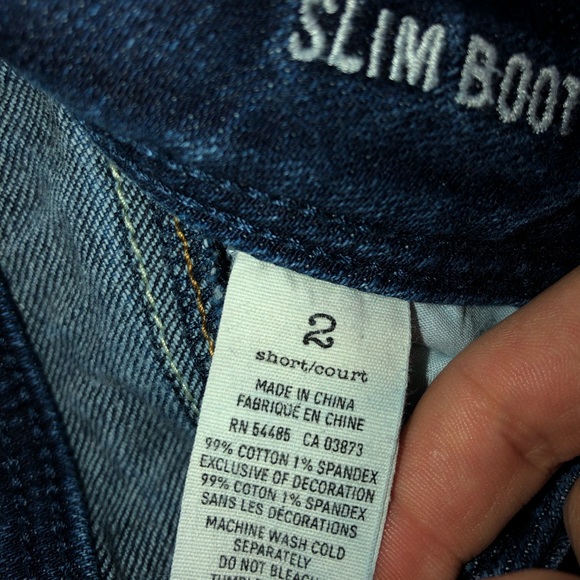 SLIM BOOT
2
short/court
MADE IN CHINA
FABRIQUÉ EN CHINE
RN 54485 CA 03873
99% COTTON 1% SPANDEX
EXCLUSIVE OF DECORATION
99% COTON 1% SPANDEX
SANS LES DÉCORATIONS
MACHINE WASH COLD
SEPARATELY
DO NOT BLEACH